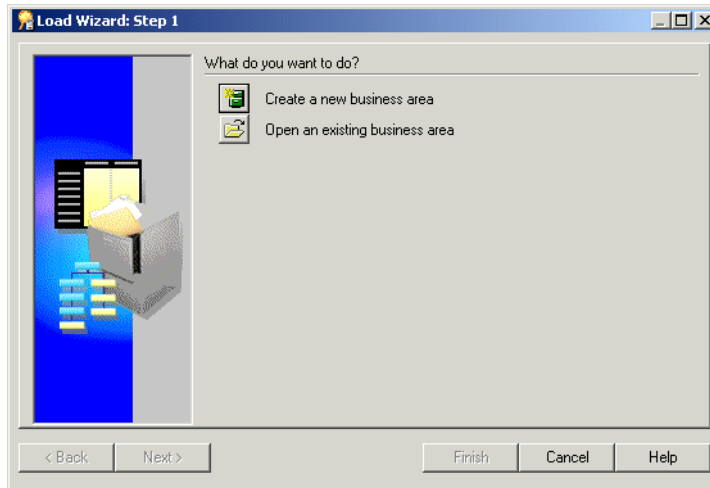 Load Wizard: Step 1
What do you want to do?
Create a new business area
Open an existing business area
< Back Next > Finish Cancel Help